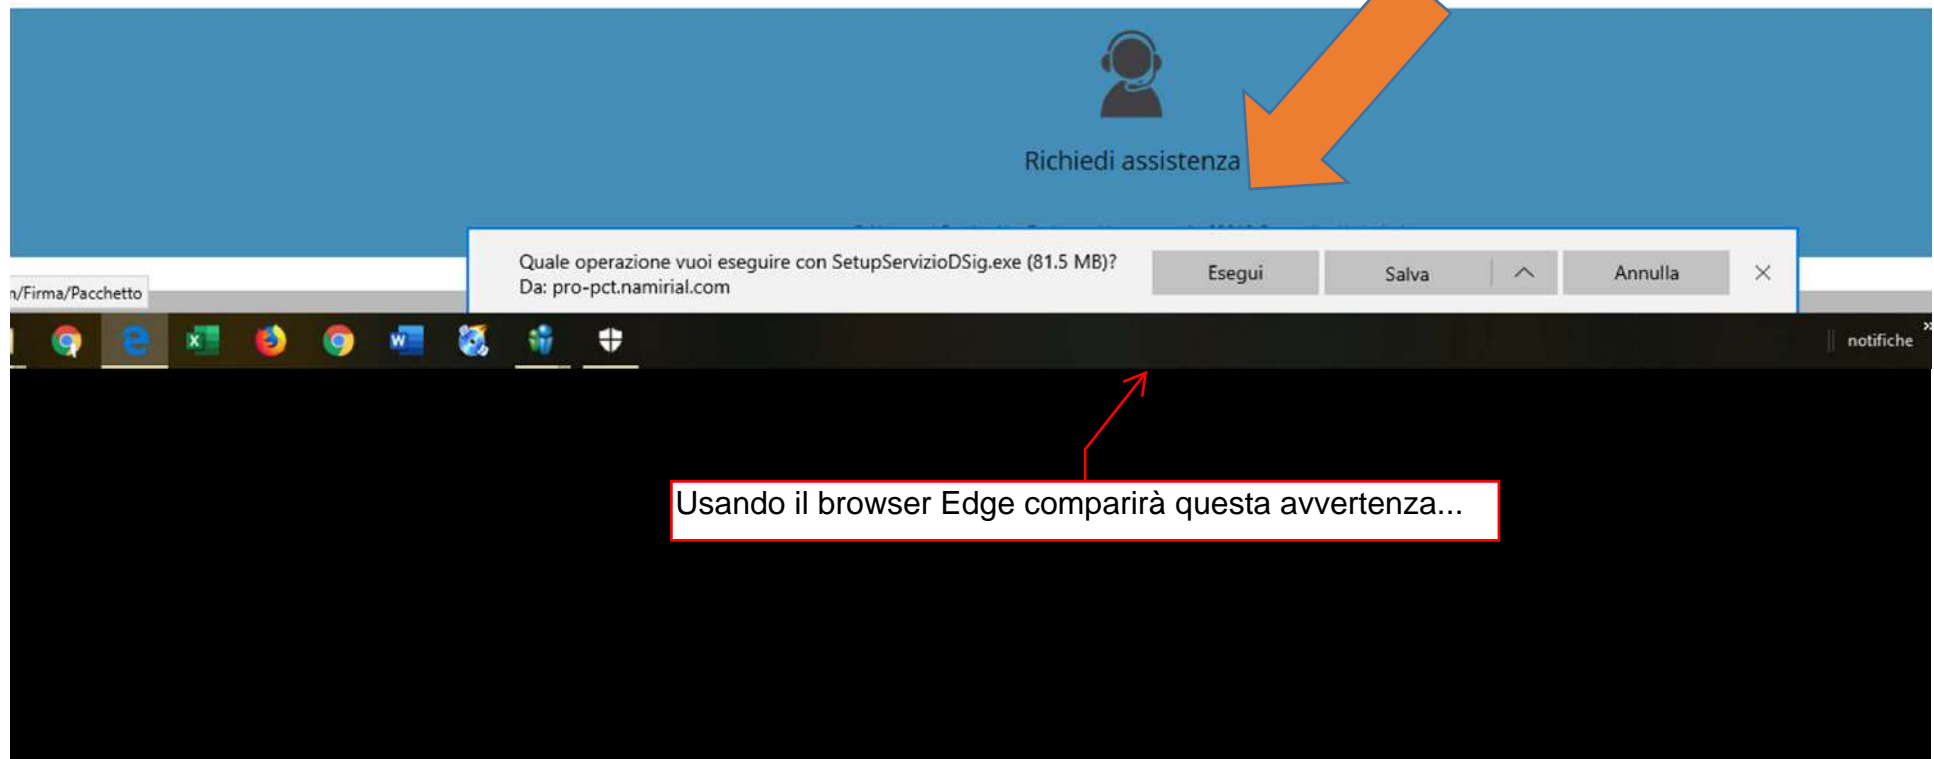 Richiedi assistenza
Quale operazione vuoi eseguire con SetupServizioDSig.exe (81.5 MB)?
Da: pro-pct.namirial.com
Esegui
Salva
Annulla
n/Firma/Pacchetto
notifiche
Usando il browser Edge comparirà questa avvertenza...